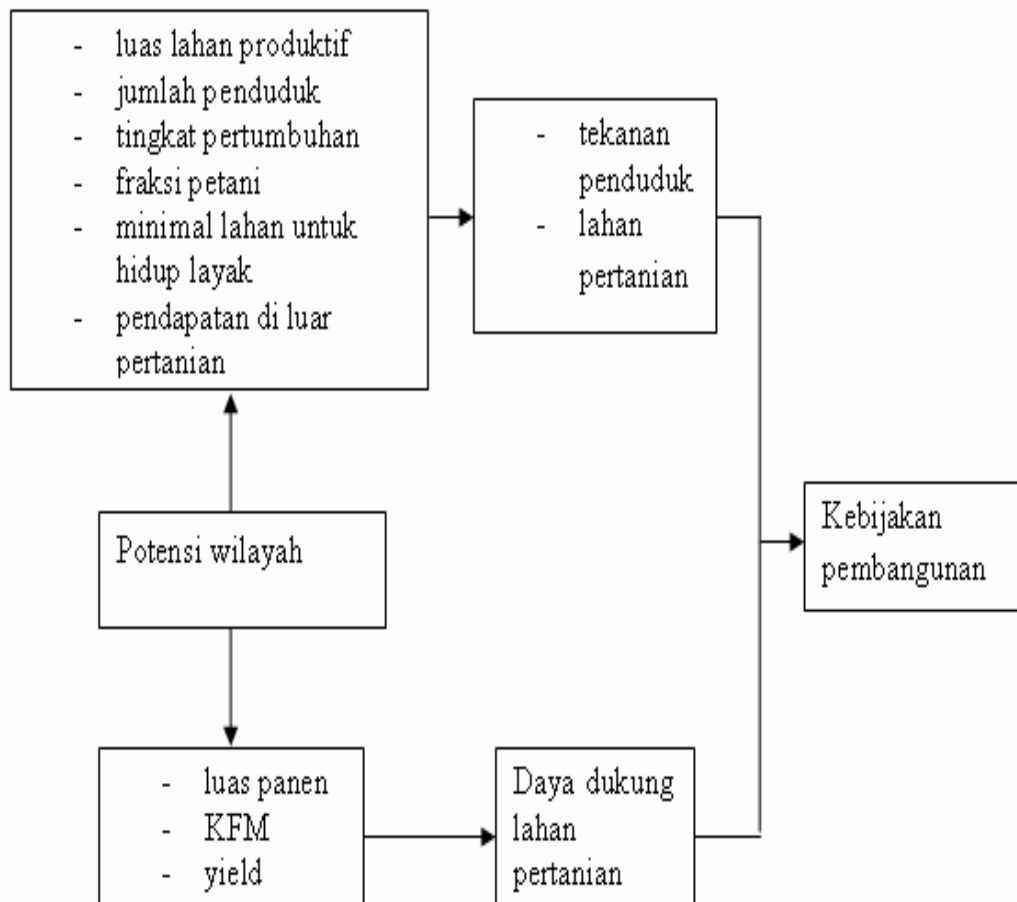 - luas lahan produktif
- jumlah penduduk
- tingkat pertumbuhan
- fraksi petani
- minimal lahan untuk
hidup layak
- pendapatan di luar
pertanian
- tekanan
penduduk
- lahan
pertanian
Potensi wilayah
Kebijakan
pembangunan
- luas panen
- KFM
- yield
Daya dukung
lahan
pertanian